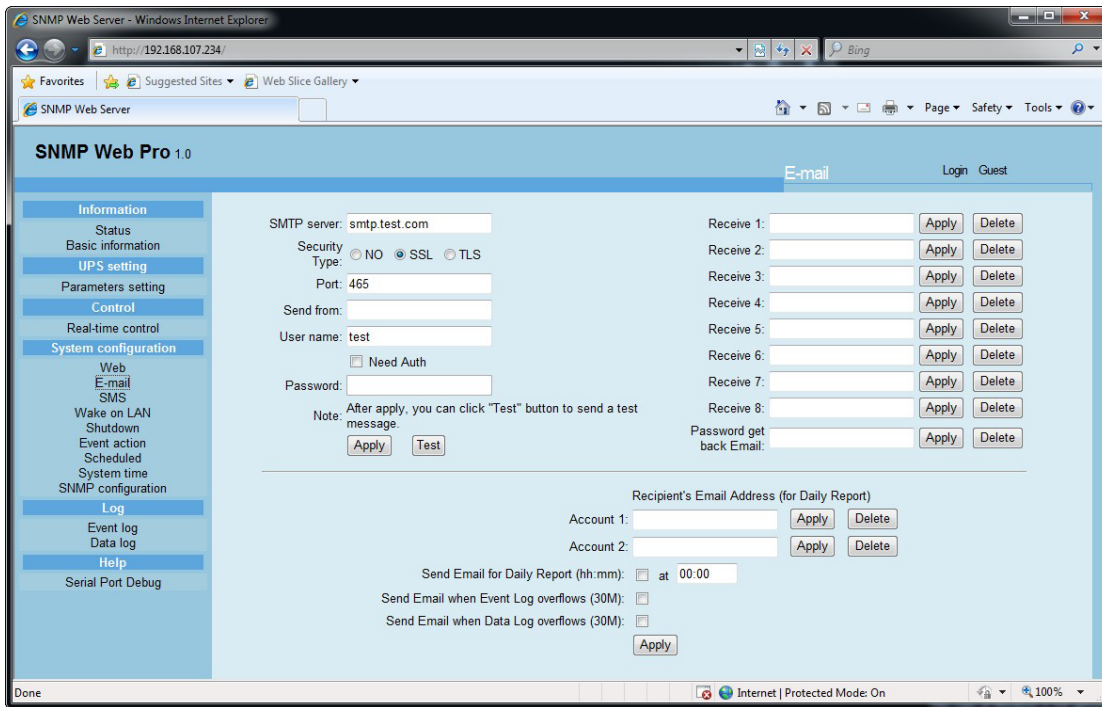 SNMP Web Server - Windows Internet Explorer
http://192.168.107.234/
Bing
Favorites
Suggested Sites
Web Slice Gallery
SNMP Web Server
Page
Safety
Tools
SNMP Web Pro 1.0
E-mail
Login
Guest
Information
Status
Basic information
UPS setting
Parameters setting
Control
Real-time control
System configuration
Web
E-mail
SMS
Wake on LAN
Shutdown
Event action
Scheduled
System time
SNMP configuration
Log
Event log
Data log
Help
Serial Port Debug
SMTP server: smtp.test.com
Security
Type: NO SSL TLS
Port: 465
Send from:
User name: test
Need Auth
Password:
Note: After apply, you can click "Test" button to send a test
message.
Apply Test
Receive 1: Apply Delete
Receive 2: Apply Delete
Receive 3: Apply Delete
Receive 4: Apply Delete
Receive 5: Apply Delete
Receive 6: Apply Delete
Receive 7: Apply Delete
Receive 8: Apply Delete
Password get
back Email: Apply Delete
Recipient's Email Address (for Daily Report)
Account 1: Apply Delete
Account 2: Apply Delete
Send Email for Daily Report (hh:mm): at 00:00
Send Email when Event Log overflows (30M):
Send Email when Data Log overflows (30M):
Apply
Done
Internet | Protected Mode: On
100%